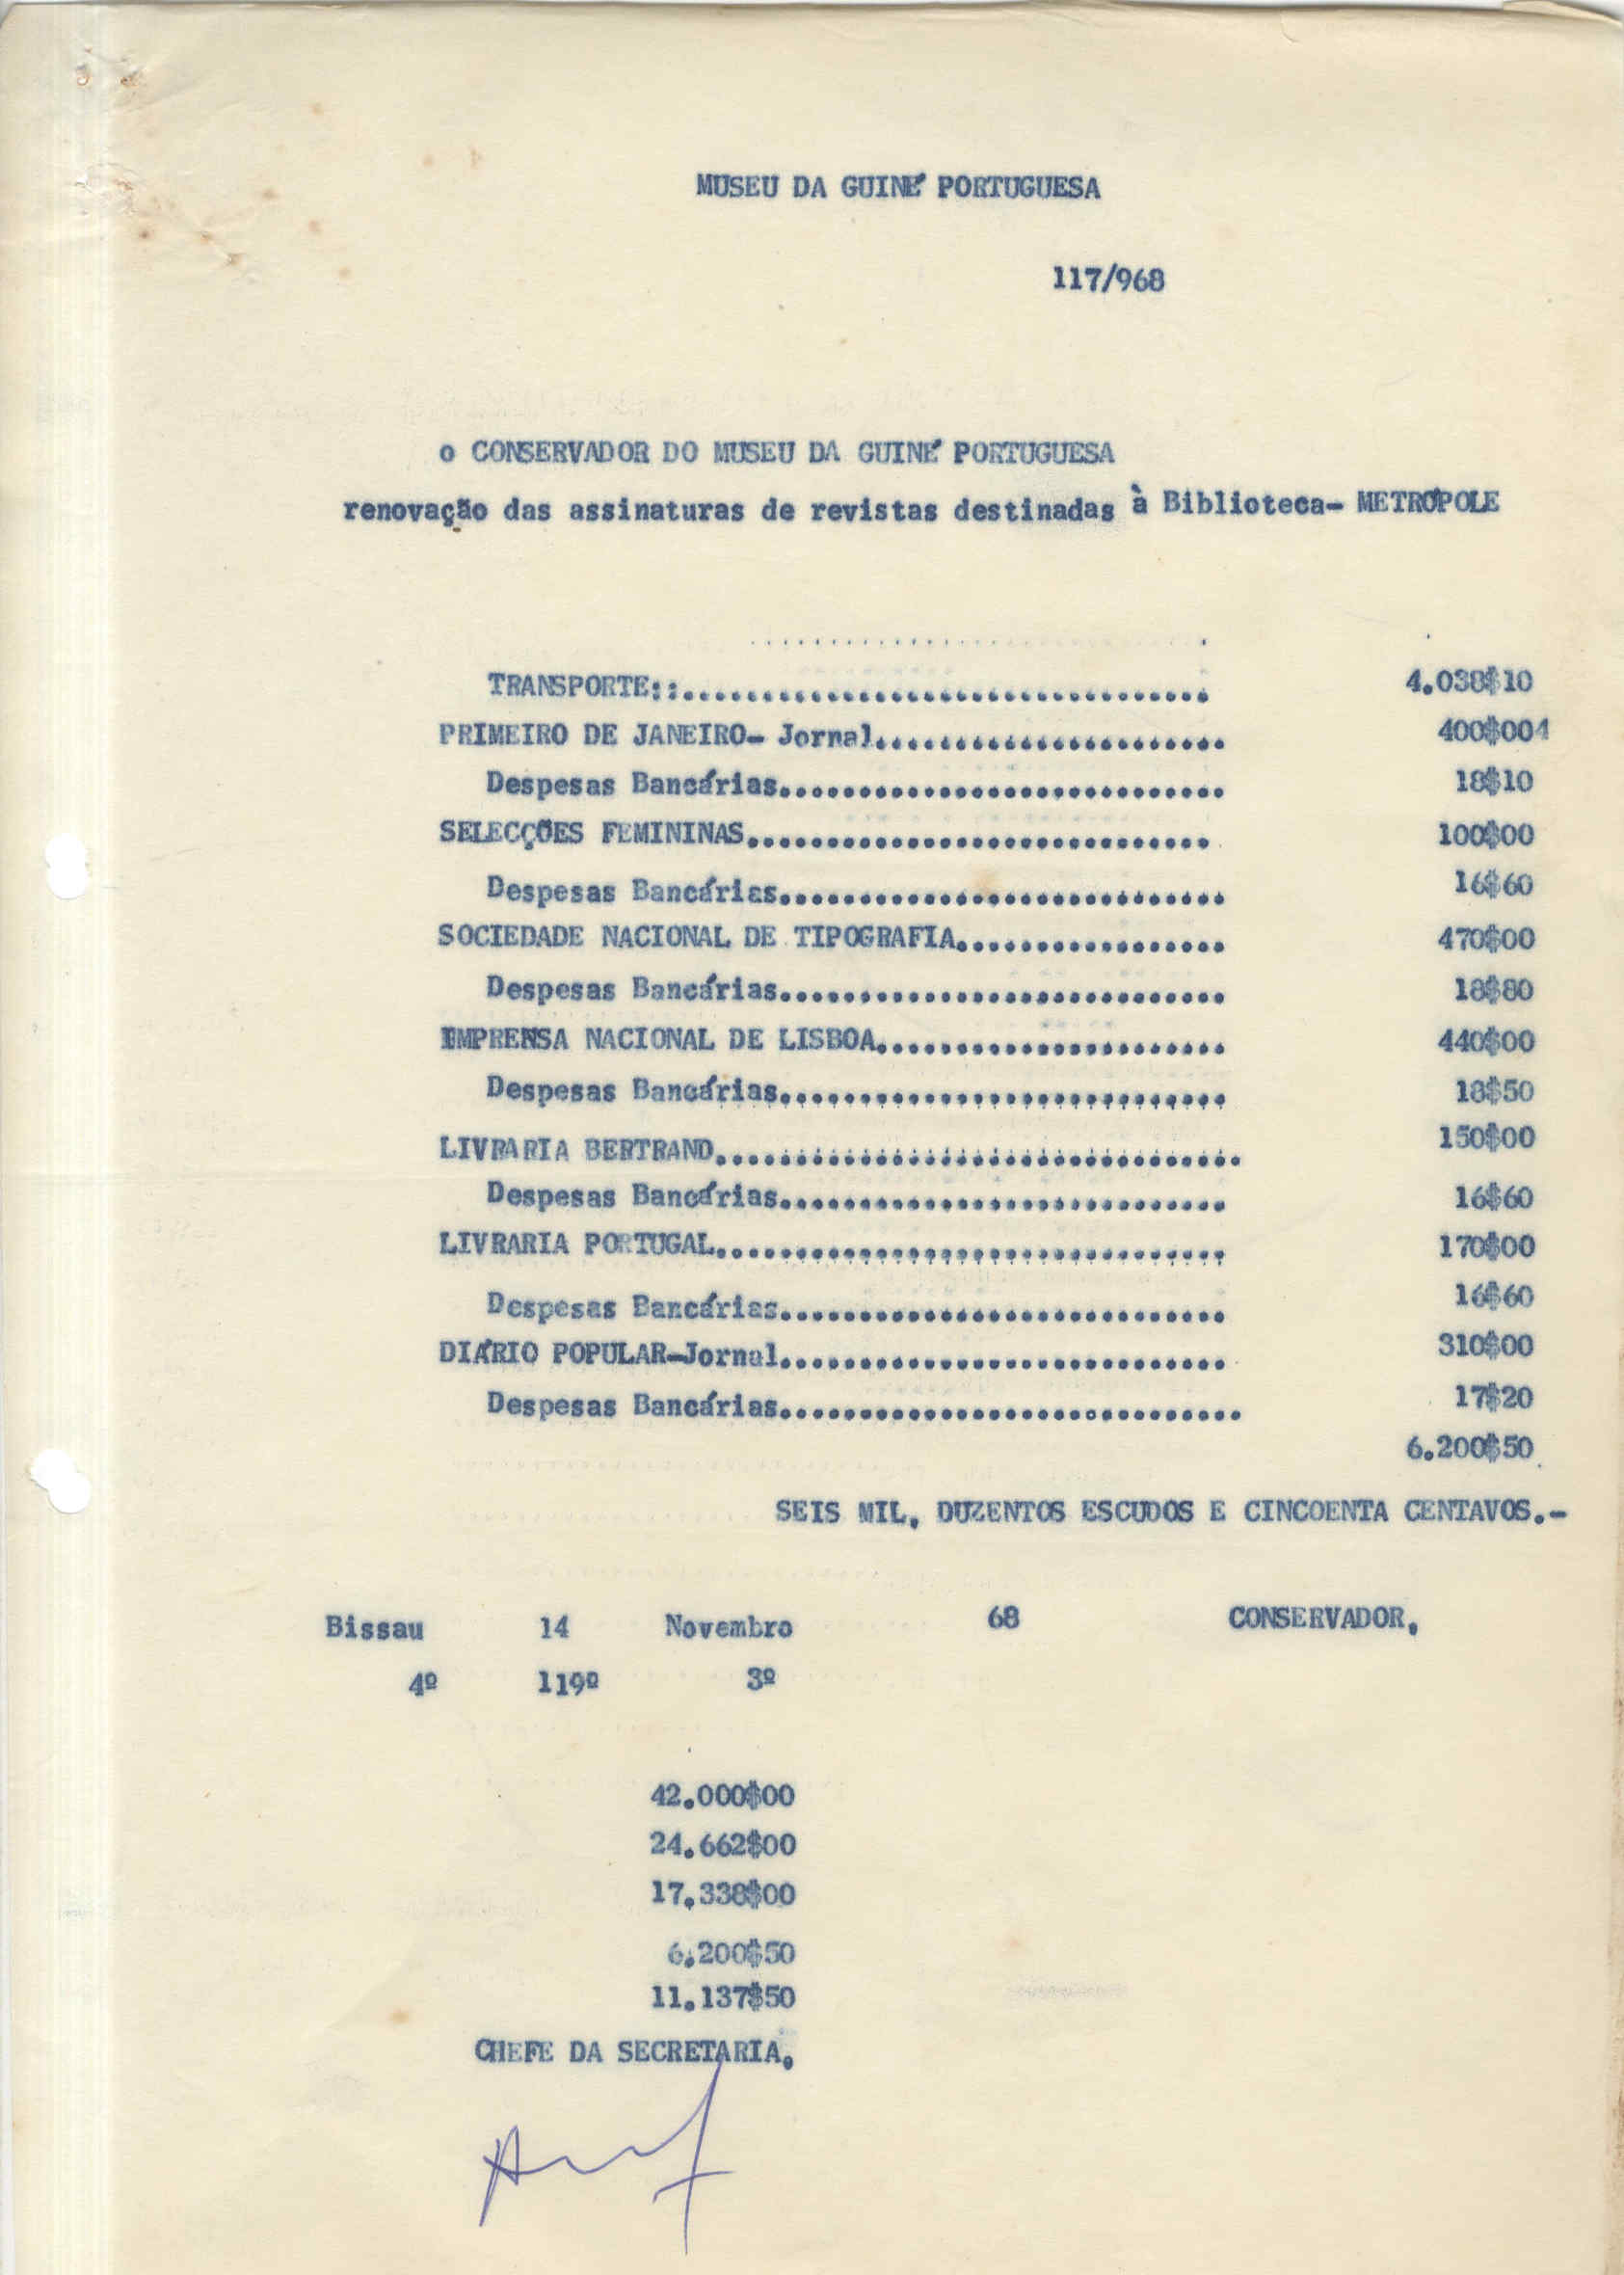 MUSEU DA GUINÉ PORTUGUESA
117/968
o CONSERVADOR DO MUSEU DA GUINÉ PORTUGUESA
renovação das assinaturas de revistas destinadas à Biblioteca- METRÓPOLE
TRANSPORTE::................................. 4.038$10
PRIMEIRO DE JANEIRO- Jornal...................... 400$004
Despesas Bancárias............................ 18$10
SELECÇÕES FEMININAS............................. 100$00
Despesas Bancárias............................ 16$60
SOCIEDADE NACIONAL DE TIPOGRAFIA................. 470$00
Despesas Bancárias............................ 18$80
IMPRENSA NACIONAL DE LISBOA...................... 440$00
Despesas Bancárias............................ 18$50
LIVRARIA BERTRAND................................. 150$00
Despesas Bancárias............................ 16$60
LIVRARIA PORTUGAL................................ 170$00
Despesas Bancárias............................ 16$60
DIÁRIO POPULAR-Jornal............................ 310$00
Despesas Bancárias............................. 17$20
6.200$50
SEIS MIL, DUZENTOS ESCUDOS E CINCOENTA CENTAVOS.-
Bissau 14 Novembro 68 CONSERVADOR,
4º 119º 3º
42.000$00
24.662$00
17.338$00
6.200$50
11.137$50
CHEFE DA SECRETARIA,